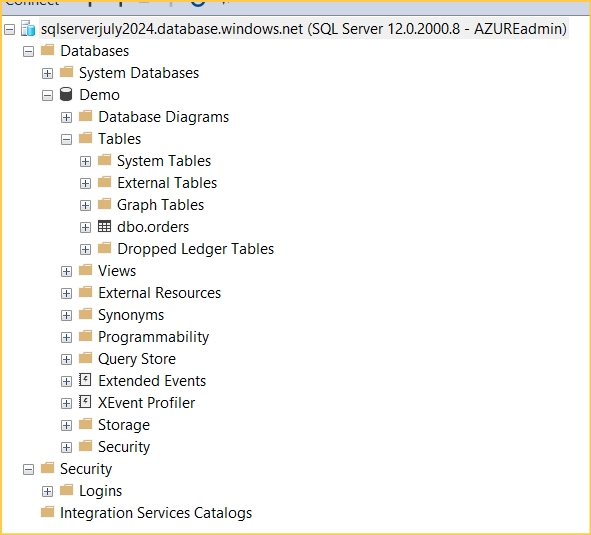 Connect
sqlserverjuly2024.database.windows.net (SQL Server 12.0.2000.8 - AZUREadmin)
Databases
System Databases
Demo
Database Diagrams
Tables
System Tables
External Tables
Graph Tables
dbo.orders
Dropped Ledger Tables
Views
External Resources
Synonyms
Programmability
Query Store
Extended Events
XEvent Profiler
Storage
Security
Security
Logins
Integration Services Catalogs